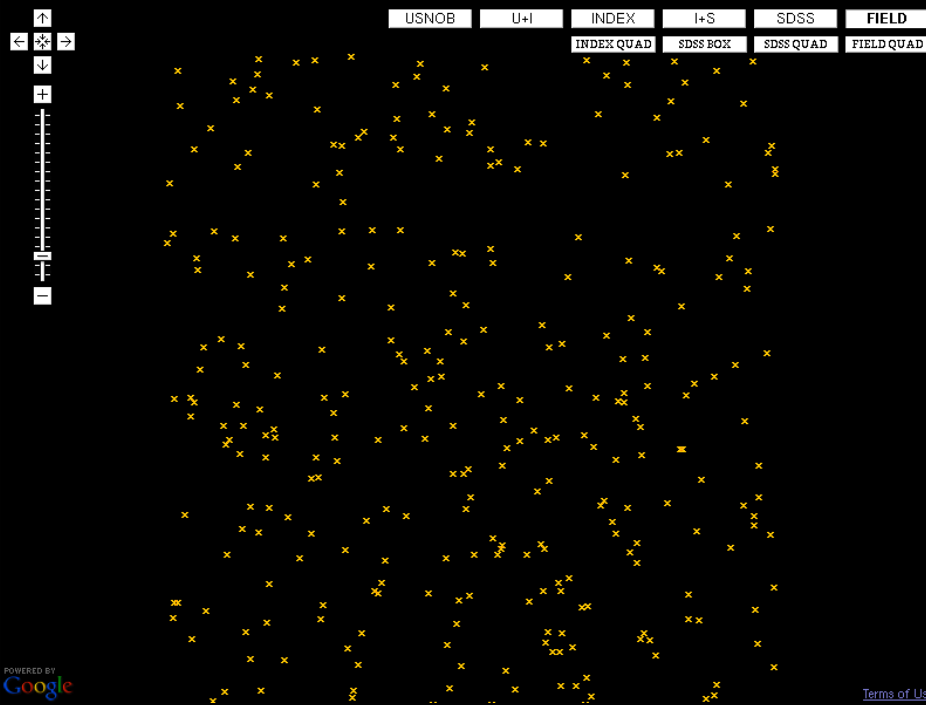 USNOB U+I INDEX I+S SDSS FIELD
INDEX QUAD SDSS BOX SDSS QUAD FIELD QUAD
POWERED BY
Google
Terms of Us